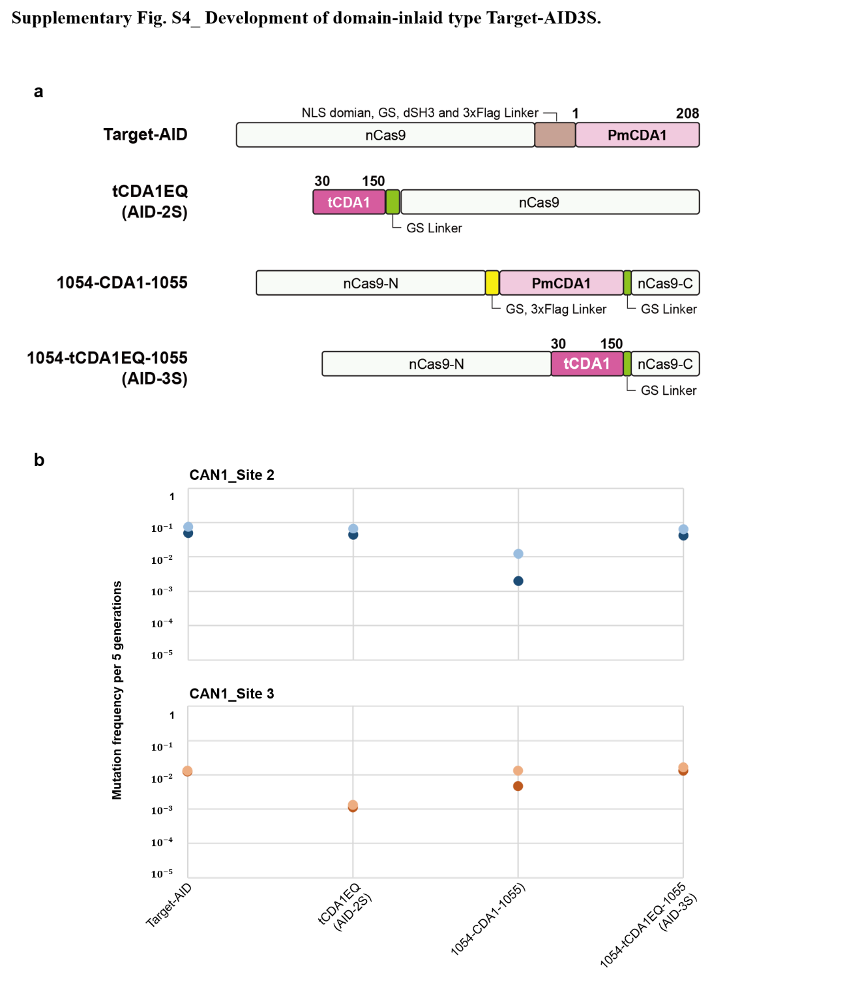 Supplementary Fig. S4_ Development of domain-inlaid type Target-AID3S.
a
NLS domian, GS, dSH3 and 3xFlag Linker
1
208
Target-AID
nCas9
PmCDA1
30
150
tCDA1EQ
(AID-2S)
tCDA1
nCas9
GS Linker
1054-CDA1-1055
nCas9-N
PmCDA1
nCas9-C
GS, 3xFlag Linker
GS Linker
30
150
1054-tCDA1EQ-1055
(AID-3S)
nCas9-N
tCDA1
nCas9-C
GS Linker
b
CAN1_Site 2
1
10⁻¹
10⁻²
10⁻³
10⁻⁴
10⁻⁵
Mutation frequency per 5 generations
CAN1_Site 3
1
10⁻¹
10⁻²
10⁻³
10⁻⁴
10⁻⁵
Target-AID
tCDA1EQ
(AID-2S)
1054-CDA1-1055)
1054-tCDA1EQ-1055
(AID-3S)